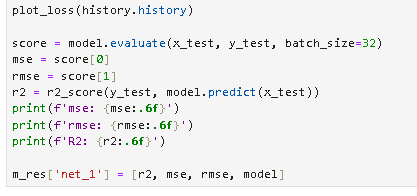 plot_loss(history.history)
score = model.evaluate(x_test, y_test, batch_size=32)
mse = score[0]
rmse = score[1]
r2 = r2_score(y_test, model.predict(x_test))
print(f'mse: {mse:.6f}')
print(f'rmse: {rmse:.6f}')
print(f'R2: {r2:.6f}')
m_res['net_1'] = [r2, mse, rmse, model]